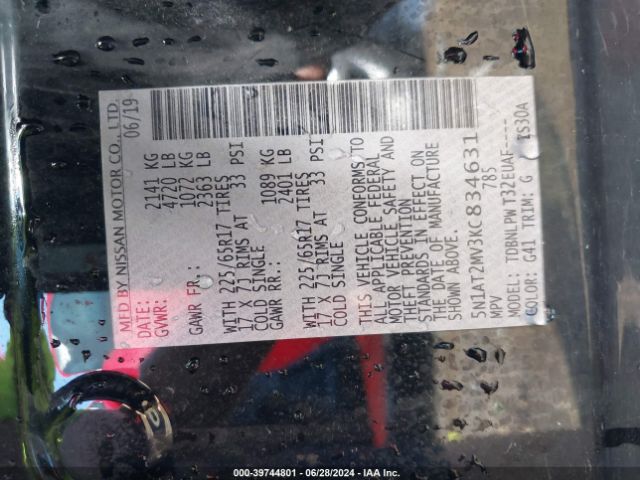 MFD BY NISSAN MOTOR CO., LTD.
DATE: 06/19
GVWR: 2141 KG
4720 LB
GAWR FR.: 1072 KG
2363 LB
WITH 225/65R17 TIRES
17 X 7J RIMS AT 33 PSI
COLD SINGLE
GAWR RR.: 1089 KG
2401 LB
WITH 225/65R17 TIRES
17 X 7J RIMS AT 33 PSI
COLD SINGLE
THIS VEHICLE CONFORMS TO
ALL APPLICABLE FEDERAL
MOTOR VEHICLE SAFETY AND
THEFT PREVENTION
STANDARDS IN EFFECT ON
THE DATE OF MANUFACTURE
SHOWN ABOVE.
5N1AT2MV3KC834631
MPV 785
MODEL: TDBNLPW T32EUAF----
COLOR: G41 TRIM: G IS30A
000-39744801 | 06/28/2024 | IAA Inc.